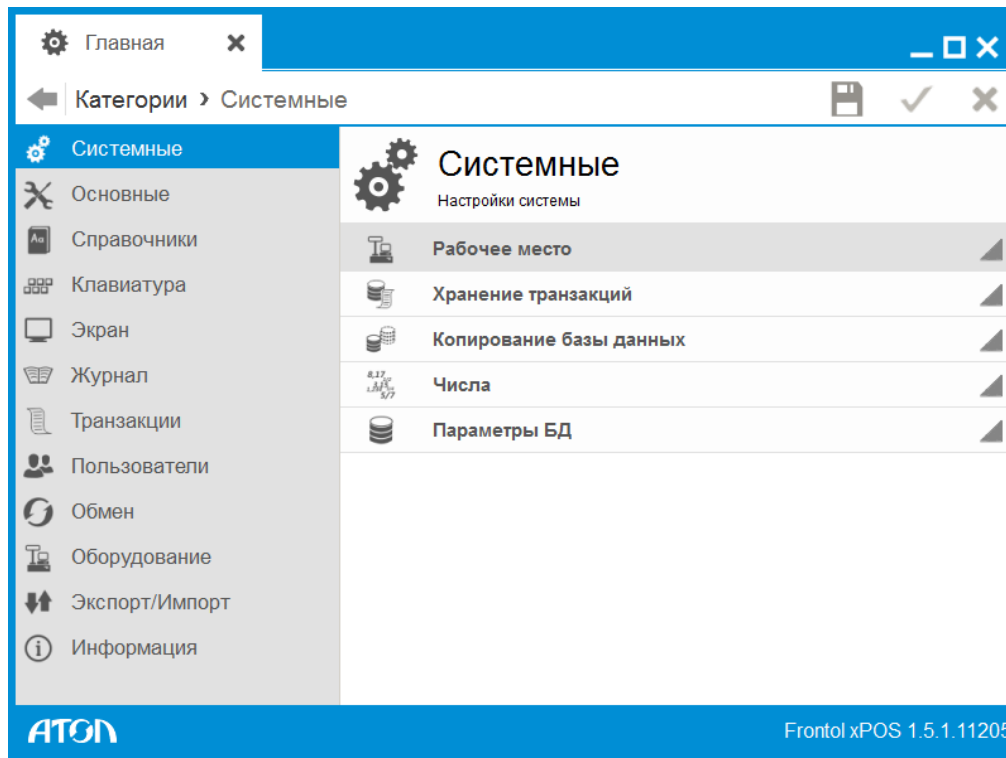 Главная
Категории › Системные
Системные
Основные
Справочники
Клавиатура
Экран
Журнал
Транзакции
Пользователи
Обмен
Оборудование
Экспорт/Импорт
Информация
Системные
Настройки системы
Рабочее место
Хранение транзакций
Копирование базы данных
Числа
Параметры БД
ATOL
Frontol xPOS 1.5.1.11205